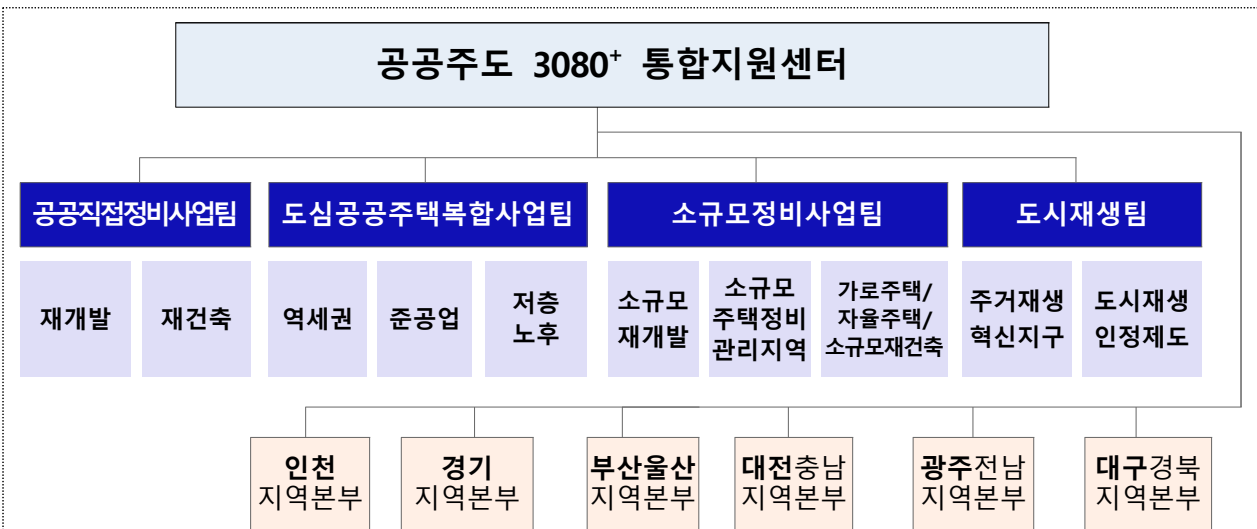 공공주도 3080⁺ 통합지원센터
공공직접정비사업팀
도심공공주택복합사업팀
소규모정비사업팀
도시재생팀
재개발
재건축
역세권
준공업
저층
노후
소규모
재개발
소규모
주택정비
관리지역
가로주택/
자율주택/
소규모재건축
주거재생
혁신지구
도시재생
인정제도
인천
지역본부
경기
지역본부
부산울산
지역본부
대전충남
지역본부
광주전남
지역본부
대구경북
지역본부